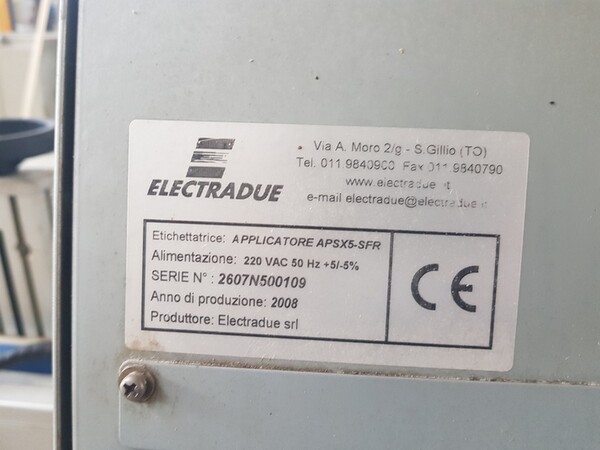 Via A. Moro 2/g - S.Gillio (TO)
Tel. 011.9840900 Fax 011 9840790
www.electradue.it
e-mail electradue@electradue.it
ELECTRADUE
Etichettatrice: APPLICATORE APSX5-SFR
Alimentazione: 220 VAC 50 Hz +5/-5%
SERIE N° : 2607N500109
Anno di produzione: 2008
Produttore: Electradue srl
CE